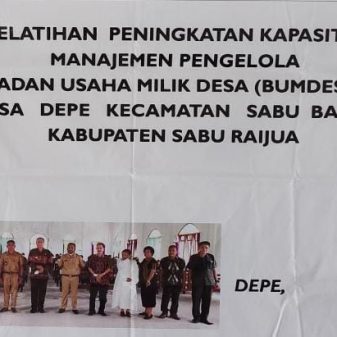 ELATIHAN PENINGKATAN KAPASIT
MANAJEMEN PENGELOLA
ADAN USAHA MILIK DESA (BUMDES
SA DEPE KECAMATAN SABU BA
KABUPATEN SABU RAIJUA
DEPE,